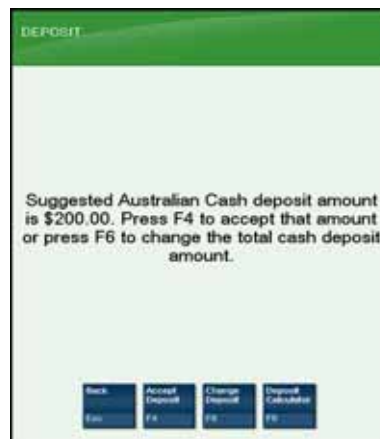 DEPOSIT
Suggested Australian Cash deposit amount
is $200.00. Press F4 to accept that amount
or press F6 to change the total cash deposit
amount.
Back Accept Deposit Change Deposit Deposit Calculator
Esc F4 F6